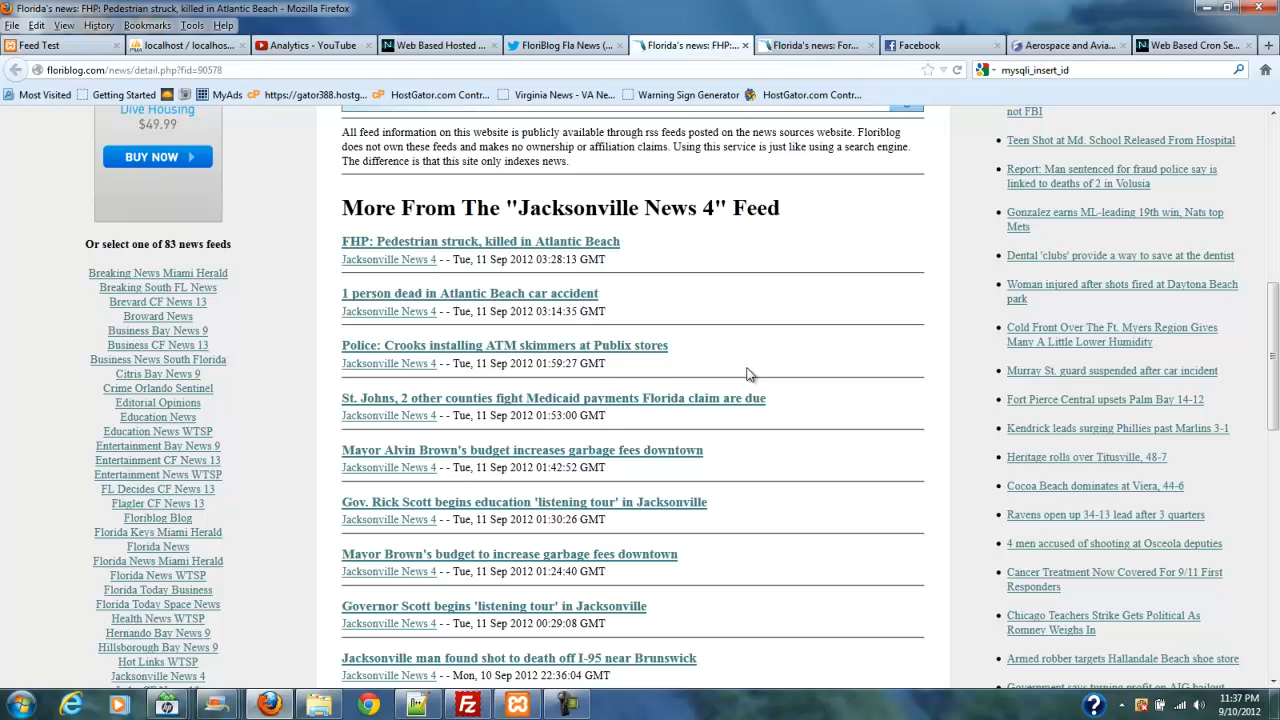 Florida's news: FHP: Pedestrian struck, killed in Atlantic Beach - Mozilla Firefox
File Edit View History Bookmarks Tools Help
Feed Test
localhost / localhos...
Analytics - YouTube
Web Based Hosted ...
FloriBlog Fla News (...
Florida's news: FHP:...
Florida's news: For...
Facebook
Aerospace and Avia...
Web Based Cron Se...
floriblog.com/news/detail.php?fid=90578
mysqli_insert_id
Most Visited
Getting Started
MyAds
https://gator388.hostg...
HostGator.com Contr...
Virginia News - VA Ne...
Warning Sign Generator
HostGator.com Contr...
Dive Housing
$49.99
BUY NOW
Or select one of 83 news feeds
Breaking News Miami Herald
Breaking South FL News
Brevard CF News 13
Broward News
Business Bay News 9
Business CF News 13
Business News South Florida
Citris Bay News 9
Crime Orlando Sentinel
Editorial Opinions
Education News
Education News WTSP
Entertainment Bay News 9
Entertainment CF News 13
Entertainment News WTSP
FL Decides CF News 13
Flagler CF News 13
Floriblog Blog
Florida Keys Miami Herald
Florida News
Florida News Miami Herald
Florida News WTSP
Florida Today Business
Florida Today Space News
Health News WTSP
Hernando Bay News 9
Hillsborough Bay News 9
Hot Links WTSP
Jacksonville News 4
All feed information on this website is publicly available through rss feeds posted on the news sources website. Floriblog
does not own these feeds and makes no ownership or affiliation claims. Using this service is just like using a search engine.
The difference is that this site only indexes news.
More From The "Jacksonville News 4" Feed
FHP: Pedestrian struck, killed in Atlantic Beach
Jacksonville News 4 - - Tue, 11 Sep 2012 03:28:13 GMT
1 person dead in Atlantic Beach car accident
Jacksonville News 4 - - Tue, 11 Sep 2012 03:14:35 GMT
Police: Crooks installing ATM skimmers at Publix stores
Jacksonville News 4 - - Tue, 11 Sep 2012 01:59:27 GMT
St. Johns, 2 other counties fight Medicaid payments Florida claim are due
Jacksonville News 4 - - Tue, 11 Sep 2012 01:53:00 GMT
Mayor Alvin Brown's budget increases garbage fees downtown
Jacksonville News 4 - - Tue, 11 Sep 2012 01:42:52 GMT
Gov. Rick Scott begins education 'listening tour' in Jacksonville
Jacksonville News 4 - - Tue, 11 Sep 2012 01:30:26 GMT
Mayor Brown's budget to increase garbage fees downtown
Jacksonville News 4 - - Tue, 11 Sep 2012 01:24:40 GMT
Governor Scott begins 'listening tour' in Jacksonville
Jacksonville News 4 - - Tue, 11 Sep 2012 00:29:08 GMT
Jacksonville man found shot to death off I-95 near Brunswick
Jacksonville News 4 - - Mon, 10 Sep 2012 22:36:04 GMT
not FBI
Teen Shot at Md. School Released From Hospital
Report: Man sentenced for fraud police say is
linked to deaths of 2 in Volusia
Gonzalez earns ML-leading 19th win, Nats top
Mets
Dental 'clubs' provide a way to save at the dentist
Woman injured after shots fired at Daytona Beach
park
Cold Front Over The Ft. Myers Region Gives
Many A Little Lower Humidity
Murray St. guard suspended after car incident
Fort Pierce Central upsets Palm Bay 14-12
Kendrick leads surging Phillies past Marlins 3-1
Heritage rolls over Titusville, 48-7
Cocoa Beach dominates at Viera, 44-6
Ravens open up 34-13 lead after 3 quarters
4 men accused of shooting at Osceola deputies
Cancer Treatment Now Covered For 9/11 First
Responders
Chicago Teachers Strike Gets Political As
Romney Weighs In
Armed robber targets Hallandale Beach shoe store
Government says turning profit on AIG bailout
11:37 PM
9/10/2012